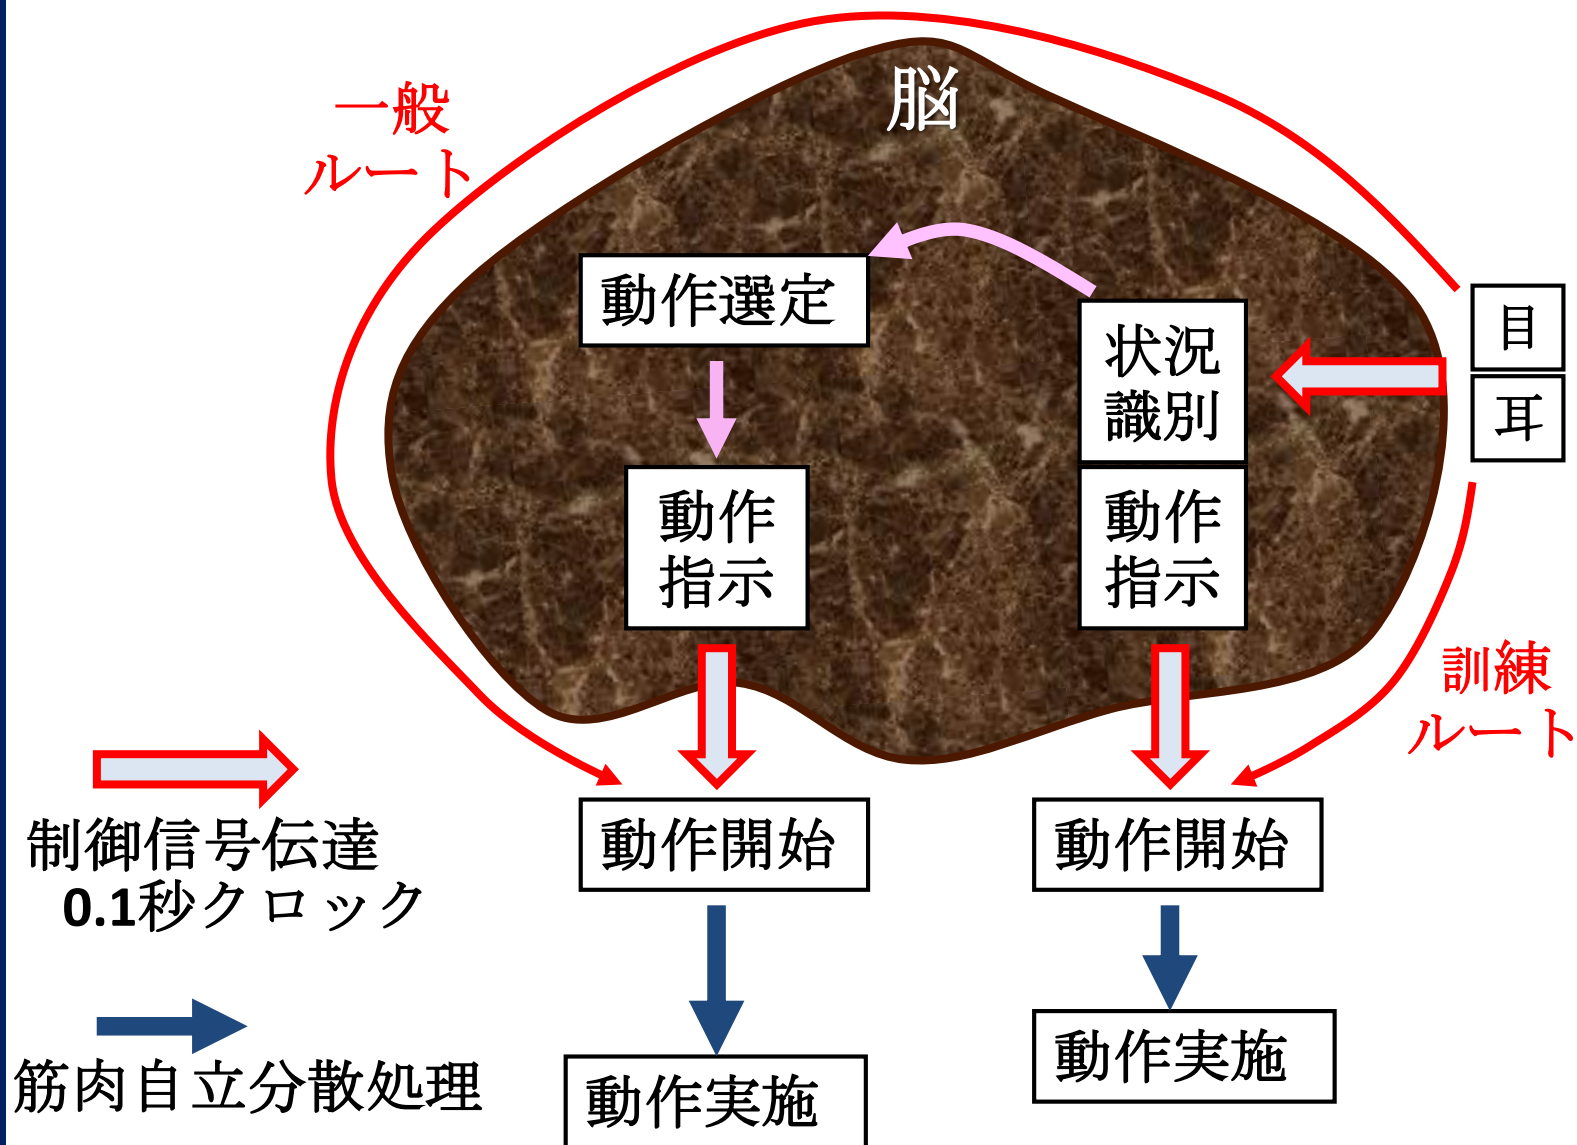 脳
一般
ルート
動作選定
状況
識別
目
耳
動作
指示
動作
指示
訓練
ルート
動作開始
動作開始
制御信号伝達
0.1秒クロック
動作実施
動作実施
筋肉自立分散処理